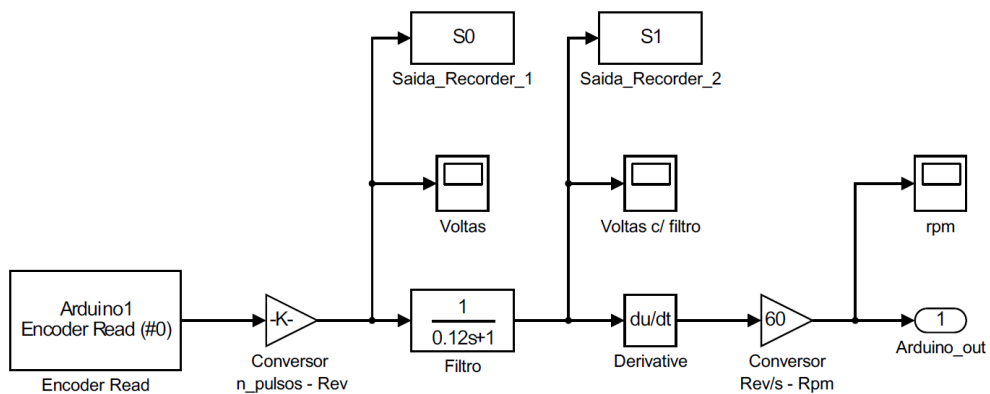 S0
Saida_Recorder_1
S1
Saida_Recorder_2
Voltas
Voltas c/ filtro
rpm
Arduino1
Encoder Read (#0)
Encoder Read
-K-
Conversor
n_pulsos - Rev
1
0.12s+1
Filtro
du/dt
Derivative
60
Conversor
Rev/s - Rpm
1
Arduino_out